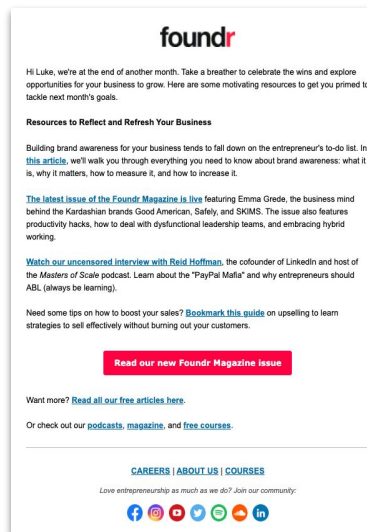 foundr
Hi Luke, we're at the end of another month. Take a breather to celebrate the wins and explore
opportunities for your business to grow. Here are some motivating resources to get you primed to
tackle next month's goals.
Resources to Reflect and Refresh Your Business
Building brand awareness for your business tends to fall down on the entrepreneur's to-do list. In
this article, we'll walk you through everything you need to know about brand awareness: what it
is, why it matters, how to measure it, and how to increase it.
The latest issue of the Foundr Magazine is live featuring Emma Grede, the business mind
behind the Kardashian brands Good American, Safely, and SKIMS. The issue also features
productivity hacks, how to deal with dysfunctional leadership teams, and embracing hybrid
working.
Watch our uncensored interview with Reid Hoffman, the cofounder of LinkedIn and host of
the Masters of Scale podcast. Learn about the "PayPal Mafia" and why entrepreneurs should
ABL (always be learning).
Need some tips on how to boost your sales? Bookmark this guide on upselling to learn
strategies to sell effectively without burning out your customers.
Read our new Foundr Magazine issue
Want more? Read all our free articles here.
Or check out our podcasts, magazine, and free courses.
CAREERS | ABOUT US | COURSES
Love entrepreneurship as much as we do? Join our community: